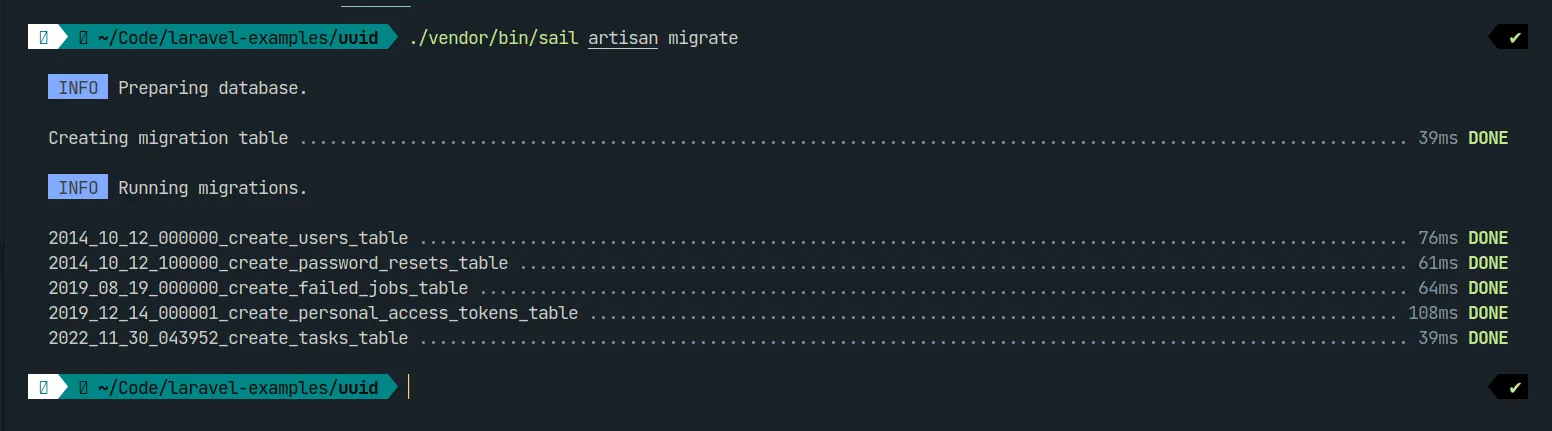 ~/Code/laravel-examples/uuid ./vendor/bin/sail artisan migrate ✔
INFO Preparing database.
Creating migration table .............................................................................................................. 39ms DONE
INFO Running migrations.
2014_10_12_000000_create_users_table .................................................................................................. 76ms DONE
2014_10_12_100000_create_password_resets_table ........................................................................................ 61ms DONE
2019_08_19_000000_create_failed_jobs_table ............................................................................................ 64ms DONE
2019_12_14_000001_create_personal_access_tokens_table ................................................................................ 108ms DONE
2022_11_30_043952_create_tasks_table .................................................................................................. 39ms DONE
~/Code/laravel-examples/uuid ✔